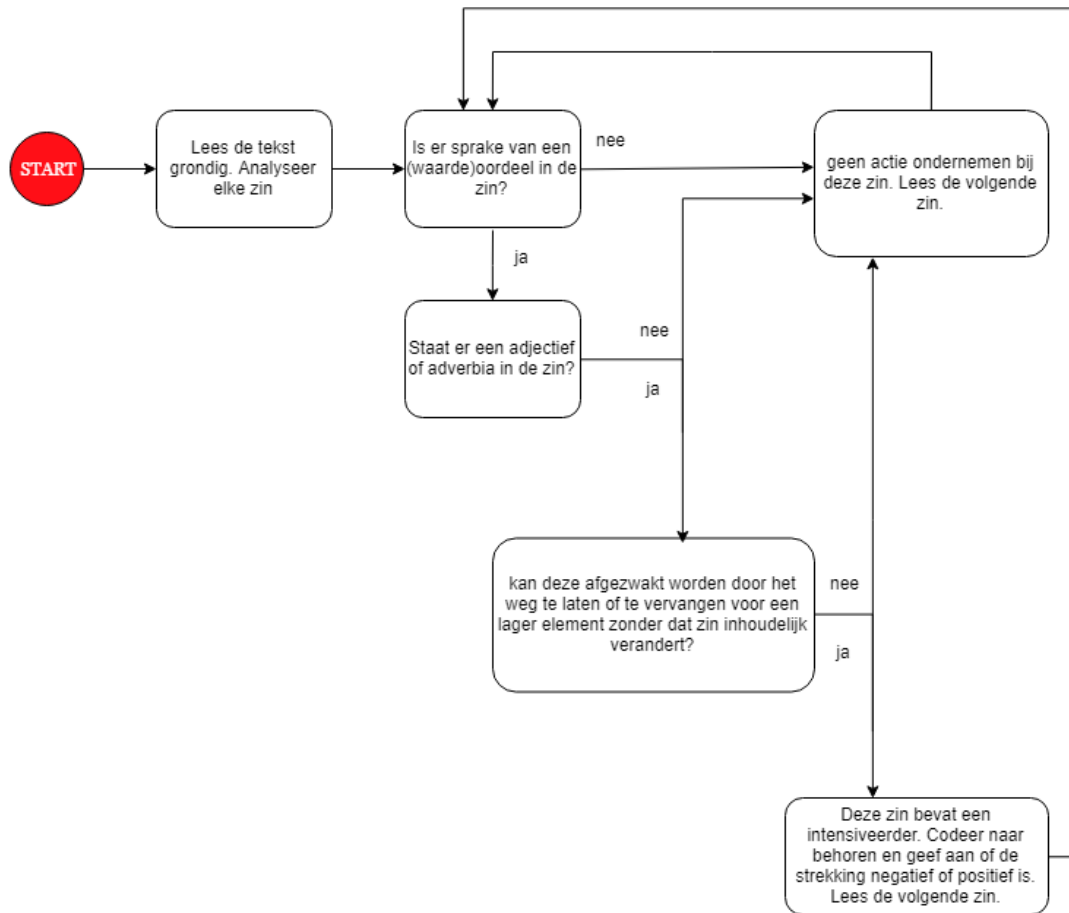 START
Lees de tekst
grondig. Analyseer
elke zin
Is er sprake van een
(waarde)oordeel in de
zin?
nee
geen actie ondernemen bij
deze zin. Lees de volgende
zin.
ja
Staat er een adjectief
of adverbia in de zin?
nee
ja
kan deze afgezwakt worden door het
weg te laten of te vervangen voor een
lager element zonder dat zin inhoudelijk
verandert?
nee
ja
Deze zin bevat een
intensiveerder. Codeer naar
behoren en geef aan of de
strekking negatief of positief is.
Lees de volgende zin.